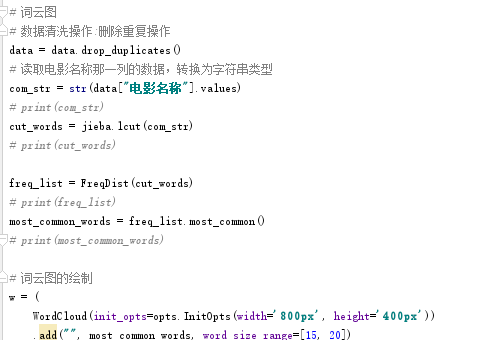 # 词云图
# 数据清洗操作:删除重复操作
data = data.drop_duplicates()
# 读取电影名称那一列的数据，转换为字符串类型
com_str = str(data["电影名称"].values)
# print(com_str)
cut_words = jieba.lcut(com_str)
# print(cut_words)
freq_list = FreqDist(cut_words)
# print(freq_list)
most_common_words = freq_list.most_common()
# print(most_common_words)
# 词云图的绘制
w = (
WordCloud(init_opts=opts.InitOpts(width='800px', height='400px'))
.add("", most_common_words, word_size_range=[15, 20])